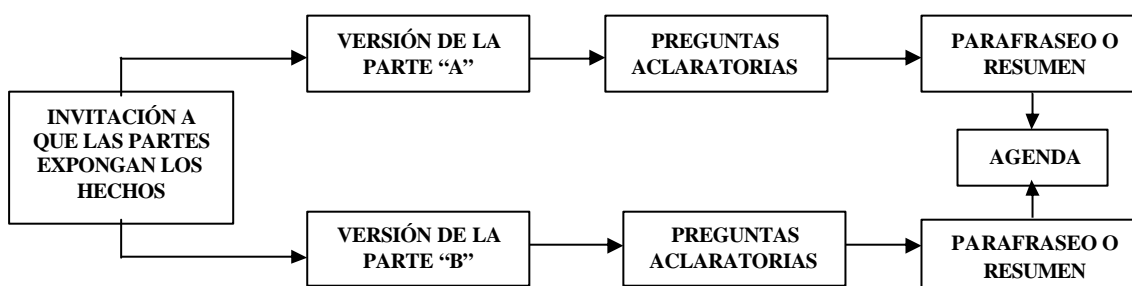 VERSIÓN DE LA
PARTE “A”
PREGUNTAS
ACLARATORIAS
PARAFRASEO O
RESUMEN
INVITACIÓN A
QUE LAS PARTES
EXPONGAN LOS
HECHOS
AGENDA
VERSIÓN DE LA
PARTE “B”
PREGUNTAS
ACLARATORIAS
PARAFRASEO O
RESUMEN